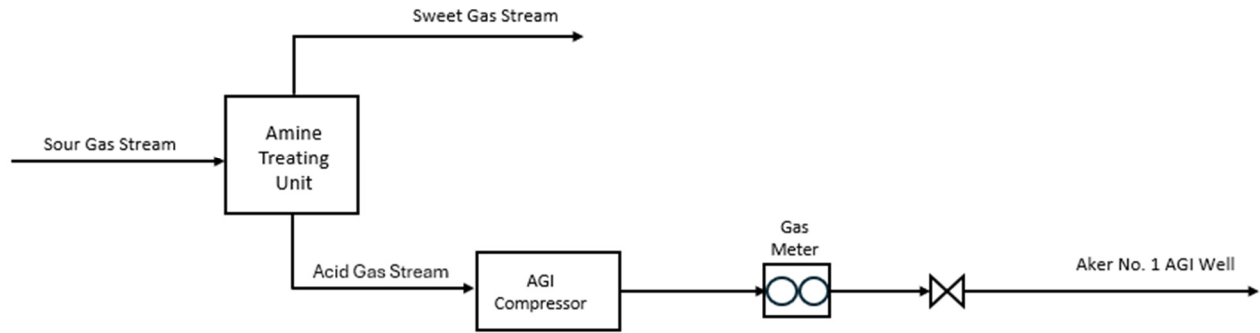 Sweet Gas Stream
Sour Gas Stream
Amine
Treating
Unit
Acid Gas Stream
AGI
Compressor
Gas
Meter
Aker No. 1 AGI Well